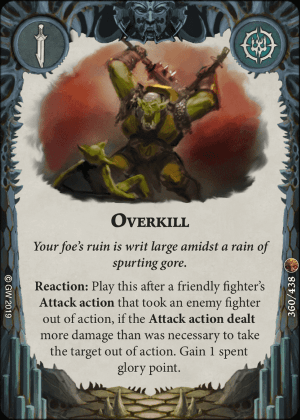 OVERKILL
Your foe's ruin is writ large amidst a rain of
spurting gore.
Reaction: Play this after a friendly fighter's
Attack action that took an enemy fighter
out of action, if the Attack action dealt
more damage than was necessary to take
the target out of action. Gain 1 spent
glory point.
© GW 2019
360/438